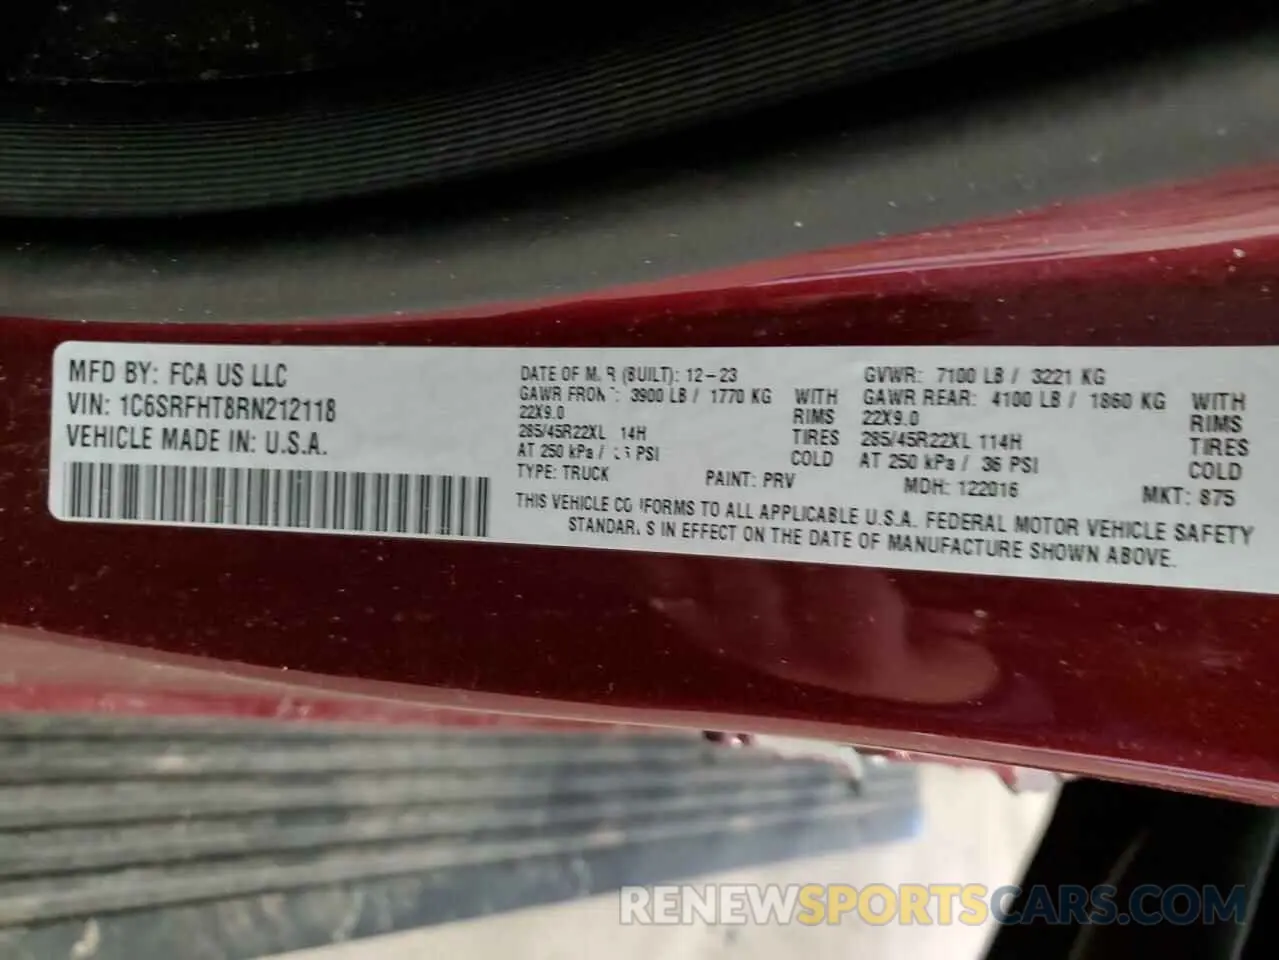 MFD BY: FCA US LLC
VIN: 1C6SRFHT8RN212118
VEHICLE MADE IN: U.S.A.
DATE OF (BUILT): 12-23
GAWR 3900 LB / 1770 KG WITH
22X9.0 RIMS
285/45R22XL TIRES
AT 250 kPa / PSI COLD
TYPE: TRUCK PAINT: PRV
GVWR: 7100 LB / 3221 KG
GAWR REAR: 4100 LB / 1860 KG WITH
22X9.0 RIMS
285/45R22XL 114H TIRES
AT 250 kPa / 36 PSI COLD
MDH: 122016 MKT: 875
THIS VEHICLE TO ALL APPLICABLE U.S.A. FEDERAL MOTOR VEHICLE SAFETY
IN EFFECT ON THE DATE OF MANUFACTURE SHOWN ABOVE.
RENEWSPORTSCARS.COM